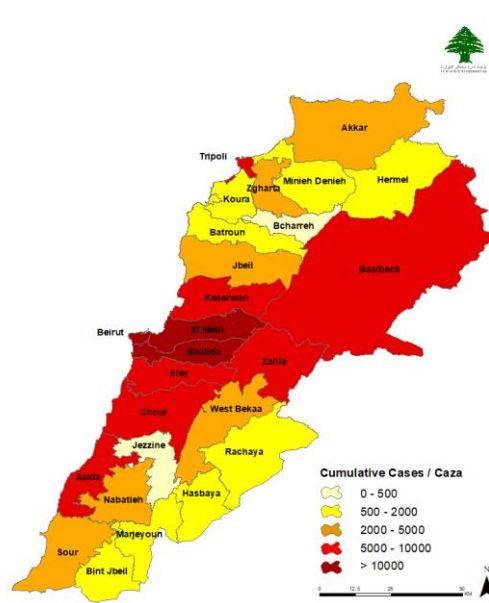 Akkar
Tripoli
Zgharta
Minieh Denieh
Hermel
Koura
Bcharreh
Batroun
Jbeil
Baalbeck
Keserwan
Beirut
El Metn
Baabda
Zahle
Aley
Chouf
West Bekaa
Jezzine
Rachaya
Saida
Nabatieh
Hasbaya
Marjeyoun
Sour
Bint Jbeil
Cumulative Cases / Caza
0 - 500
500 - 2000
2000 - 5000
5000 - 10000
> 10000
N
0 12.5 25 50
KM